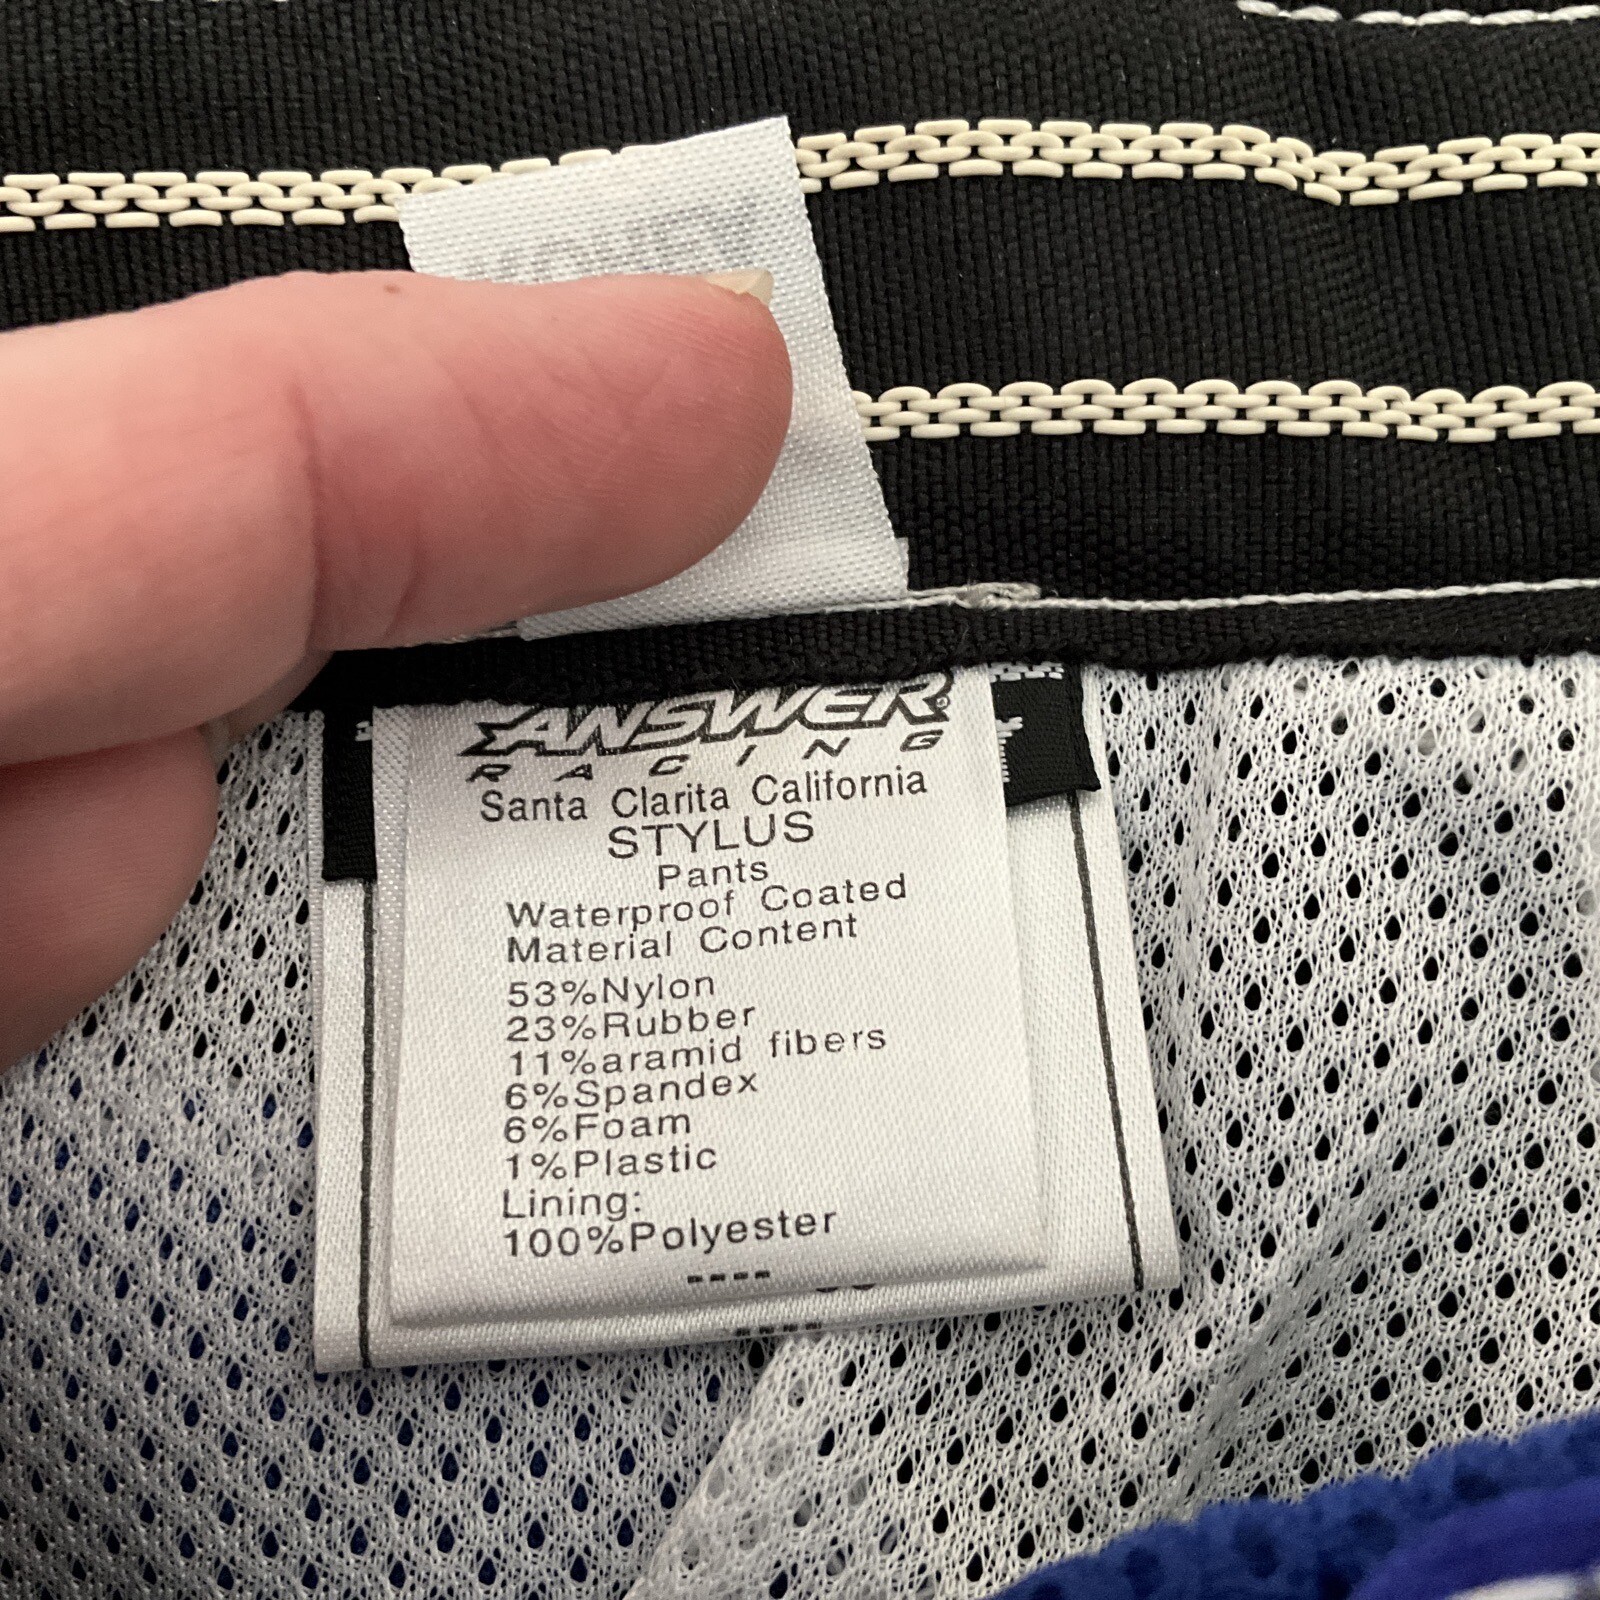 ANSWER
RACING
Santa Clarita California
STYLUS
Pants
Waterproof Coated
Material Content
53%Nylon
23%Rubber
11%aramid fibers
6%Spandex
6%Foam
1%Plastic
Lining:
100%Polyester
----